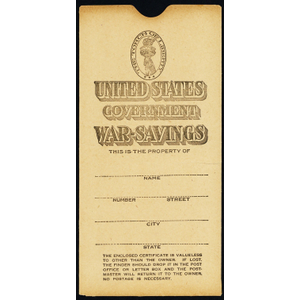 UNITED STATES
GOVERNMENT
WAR-SAVINGS
THIS IS THE PROPERTY OF
NAME
NUMBER STREET
CITY
STATE
THE ENCLOSED CERTIFICATE IS VALUELESS
TO OTHER THAN THE OWNER. IF LOST,
THE FINDER SHOULD DROP IT IN THE POST
OFFICE OR LETTER BOX AND THE POST-
MASTER WILL RETURN IT TO THE OWNER.
NO POSTAGE IS NECESSARY.